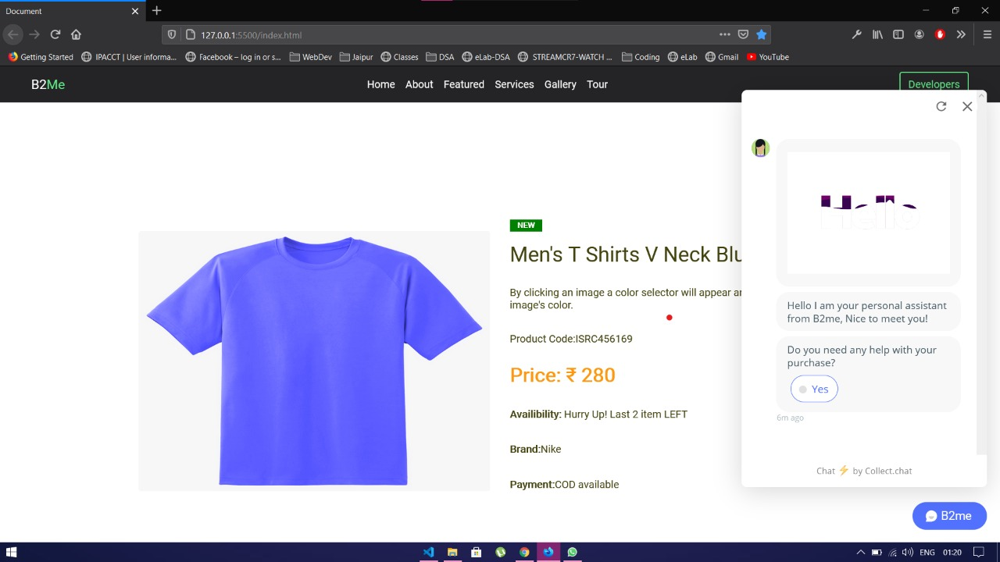 Document
127.0.0.1:5500/index.html
Getting Started
IPACCT | User informa...
Facebook – log in or s...
WebDev
Jaipur
Classes
DSA
eLab-DSA
STREAMCR7-WATCH ...
Coding
eLab
Gmail
YouTube
B2Me
Home
About
Featured
Services
Gallery
Tour
Developers
NEW
Men's T Shirts V Neck Blu
By clicking an image a color selector will appear
image's color.
Product Code:ISRC456169
Price: ₹ 280
Availibility: Hurry Up! Last 2 item LEFT
Brand:Nike
Payment:COD available
Hello
Hello I am your personal assistant
from B2me, Nice to meet you!
Do you need any help with your
purchase?
Yes
6m ago
Chat ⚡ by Collect.chat
B2me
ENG
01:20